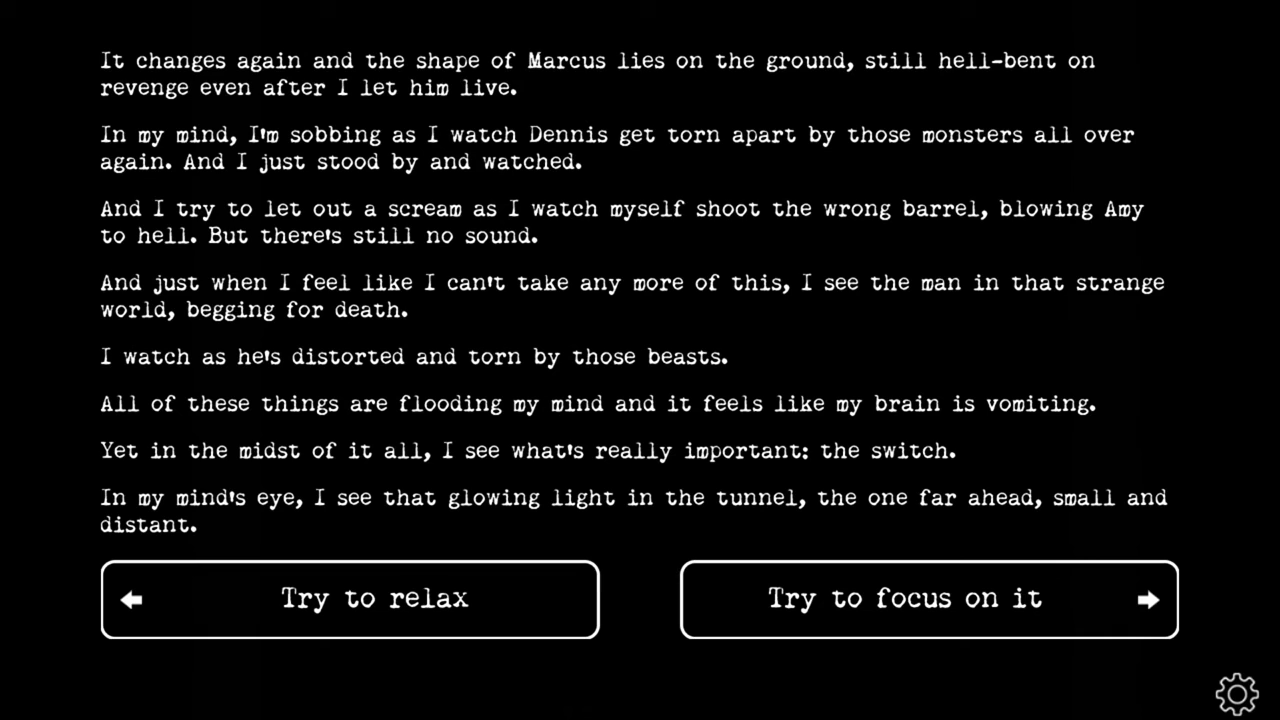 It changes again and the shape of Marcus lies on the ground, still hell-bent on
revenge even after I let him live.
In my mind, I'm sobbing as I watch Dennis get torn apart by those monsters all over
again. And I just stood by and watched.
And I try to let out a scream as I watch myself shoot the wrong barrel, blowing Amy
to hell. But there's still no sound.
And just when I feel like I can't take any more of this, I see the man in that strange
world, begging for death.
I watch as he's distorted and torn by those beasts.
All of these things are flooding my mind and it feels like my brain is vomiting.
Yet in the midst of it all, I see what's really important: the switch.
In my mind's eye, I see that glowing light in the tunnel, the one far ahead, small and
distant.
Try to relax
Try to focus on it